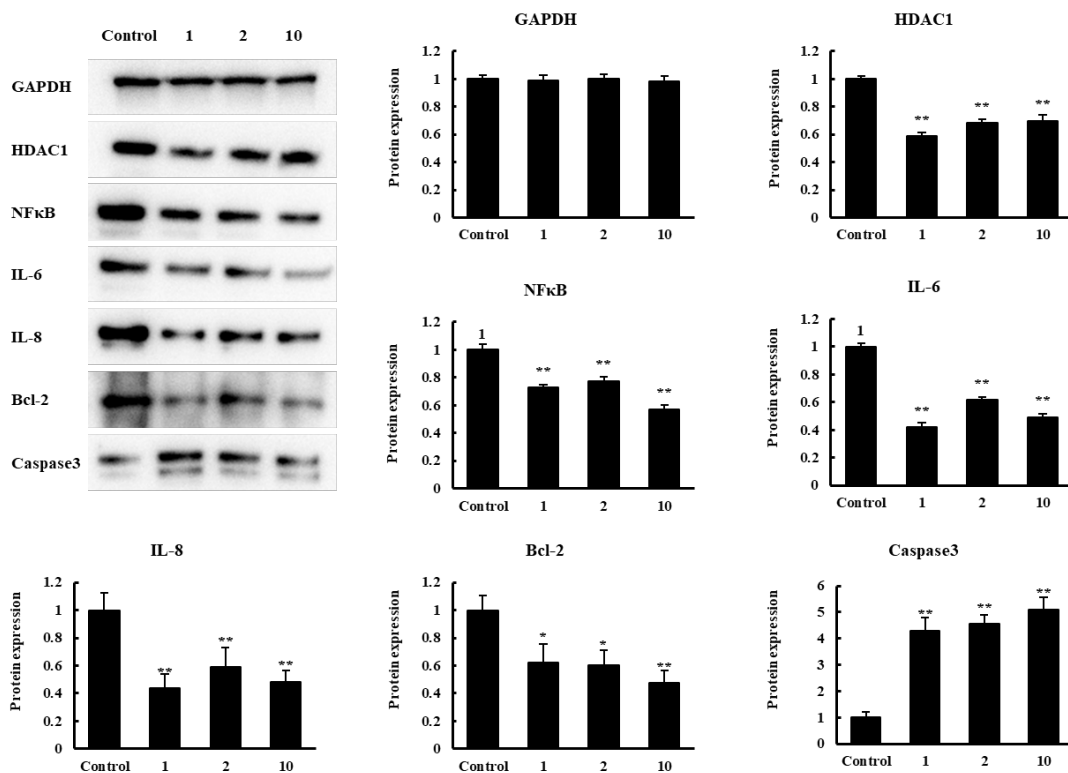 Control 1 2 10
GAPDH
HDAC1
NFκB
IL-6
IL-8
Bcl-2
Caspase3
GAPDH
Protein expression
1.2
1
0.8
0.6
0.4
0.2
0
Control 1 2 10
HDAC1
Protein expression
1.2
1
0.8
0.6
0.4
0.2
0
** ** **
Control 1 2 10
NFκB
Protein expression
1.2
1
0.8
0.6
0.4
0.2
0
1 ** ** **
Control 1 2 10
IL-6
Protein expression
1.2
1
0.8
0.6
0.4
0.2
0
1 ** ** **
Control 1 2 10
IL-8
Protein expression
1.2
1
0.8
0.6
0.4
0.2
0
** ** **
Control 1 2 10
Bcl-2
Protein expression
1.2
1
0.8
0.6
0.4
0.2
0
* * **
Control 1 2 10
Caspase3
Protein expression
6
5
4
3
2
1
0
** ** **
Control 1 2 10